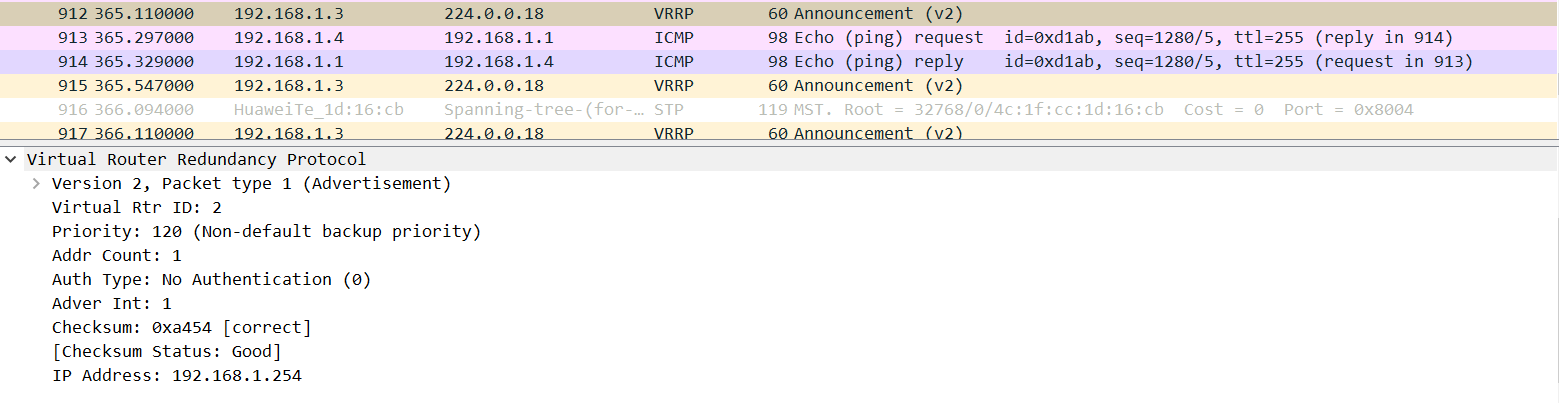 912 365.110000 192.168.1.3 224.0.0.18 VRRP 60 Announcement (v2)
913 365.297000 192.168.1.4 192.168.1.1 ICMP 98 Echo (ping) request id=0xd1ab, seq=1280/5, ttl=255 (reply in 914)
914 365.329000 192.168.1.1 192.168.1.4 ICMP 98 Echo (ping) reply id=0xd1ab, seq=1280/5, ttl=255 (request in 913)
915 365.547000 192.168.1.3 224.0.0.18 VRRP 60 Announcement (v2)
916 366.094000 HuaweiTe_1d:16:cb Spanning-tree-(for-… STP 119 MST. Root = 32768/0/4c:1f:cc:1d:16:cb Cost = 0 Port = 0x8004
917 366.110000 192.168.1.3 224.0.0.18 VRRP 60 Announcement (v2)
Virtual Router Redundancy Protocol
Version 2, Packet type 1 (Advertisement)
Virtual Rtr ID: 2
Priority: 120 (Non-default backup priority)
Addr Count: 1
Auth Type: No Authentication (0)
Adver Int: 1
Checksum: 0xa454 [correct]
[Checksum Status: Good]
IP Address: 192.168.1.254